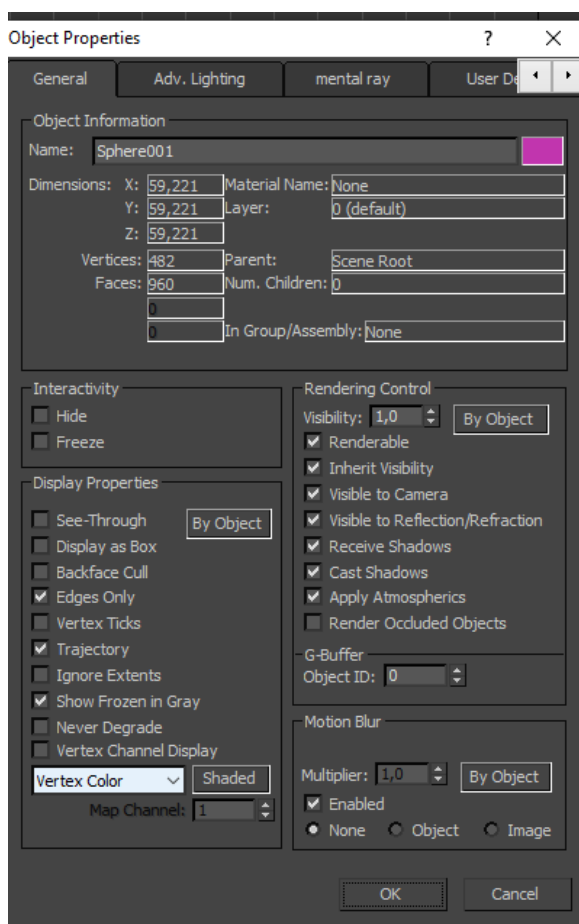 Object Properties ? ✕
General Adv. Lighting mental ray User De
Object Information
Name: Sphere001
Dimensions: X: 59,221 Material Name: None
Y: 59,221 Layer: 0 (default)
Z: 59,221
Vertices: 482 Parent: Scene Root
Faces: 960 Num. Children: 0
0
0 In Group/Assembly: None
Interactivity
Hide
Freeze
Display Properties
See-Through By Object
Display as Box
Backface Cull
Edges Only
Vertex Ticks
Trajectory
Ignore Extents
Show Frozen in Gray
Never Degrade
Vertex Channel Display
Vertex Color Shaded
Map Channel: 1
Rendering Control
Visibility: 1,0 By Object
Renderable
Inherit Visibility
Visible to Camera
Visible to Reflection/Refraction
Receive Shadows
Cast Shadows
Apply Atmospherics
Render Occluded Objects
G-Buffer
Object ID: 0
Motion Blur
Multiplier: 1,0 By Object
Enabled
None Object Image
OK Cancel